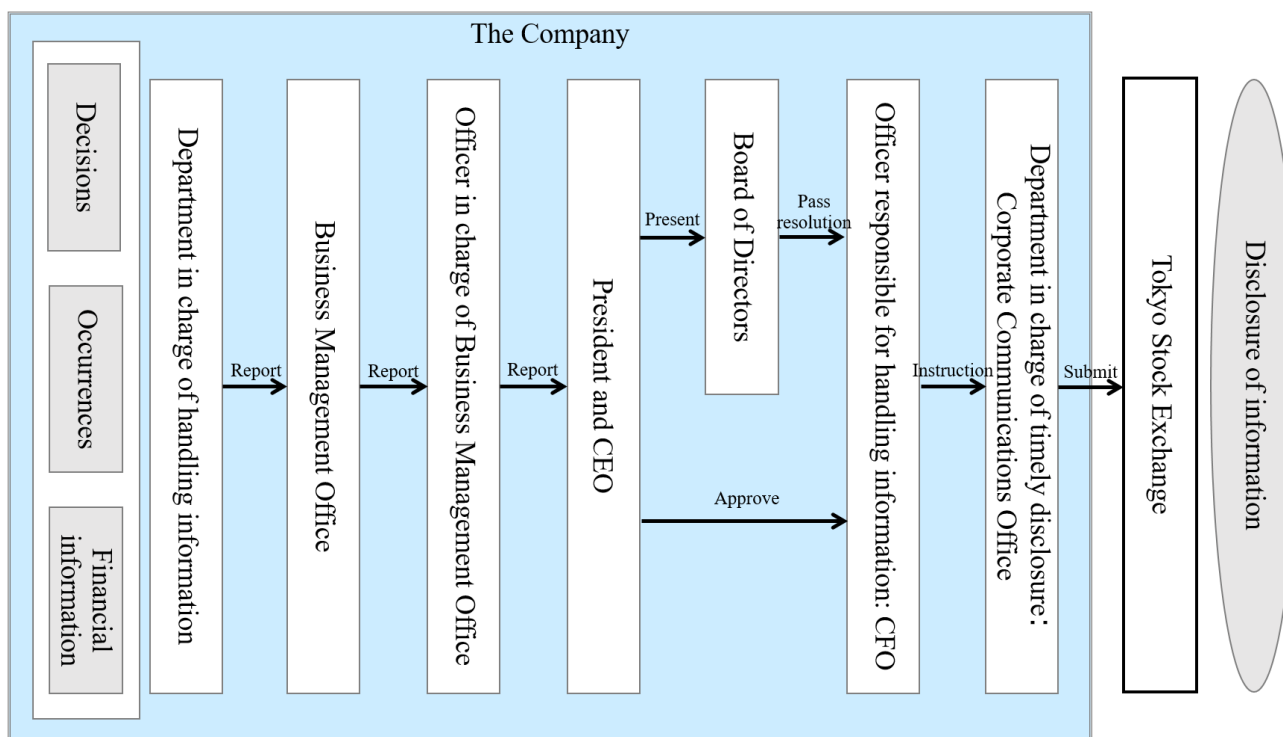 The Company
Decisions
Occurrences
Financial
information
Department in charge of handling information
Report
Business Management Office
Report
Officer in charge of Business Management Office
Report
President and CEO
Present
Board of Directors
Pass
resolution
Approve
Officer responsible for handling information: CFO
Instruction
Department in charge of timely disclosure:
Corporate Communications Office
Submit
Tokyo Stock Exchange
Disclosure of information